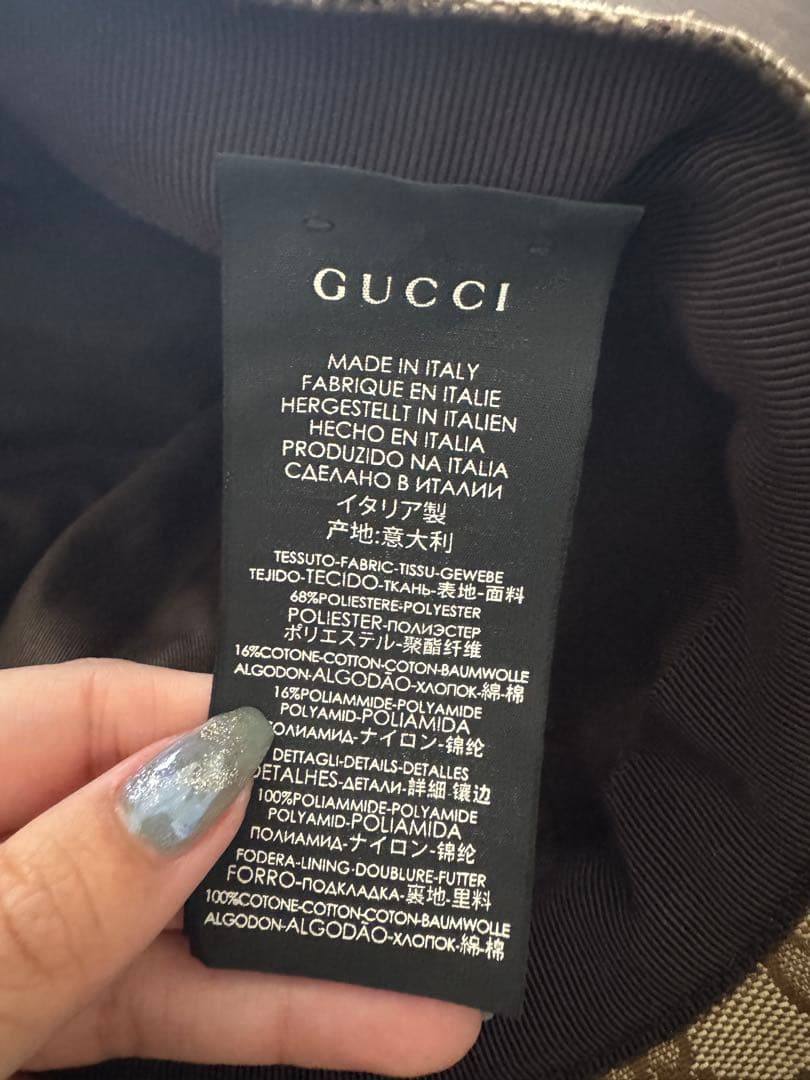 GUCCI
MADE IN ITALY
FABRIQUE EN ITALIE
HERGESTELLT IN ITALIEN
HECHO EN ITALIA
PRODUZIDO NA ITALIA
СДЕЛАНО В ИТАЛИИ
イタリア製
产地:意大利
TESSUTO-FABRIC-TISSU-GEWEBE
TEJIDO-TECIDO-ТКАНЬ-表地-面料
68%POLIESTERE-POLYESTER
POLIESTER-ПОЛИЭСТЕР
ポリエステル-聚酯纤维
16%COTONE-COTTON-COTON-BAUMWOLLE
ALGODON-ALGODÃO-ХЛОПОК-綿-棉
16%POLIAMMIDE-POLYAMIDE
POLYAMID-POLIAMIDA
ОЛИАМИД-ナイロン-锦纶
DETTAGLI-DETAILS-DETALLES
DETALHES-ДЕТАЛИ-詳細-镶边
100%POLIAMMIDE-POLYAMIDE
POLYAMID-POLIAMIDA
ПОЛИАМИД-ナイロン-锦纶
FODERA-LINING-DOUBLURE-FUTTER
FORRO-ПОДКЛАДКА-裏地-里料
100%COTONE-COTTON-COTON-BAUMWOLLE
ALGODON-ALGODÃO-ХЛОПОК-綿-棉